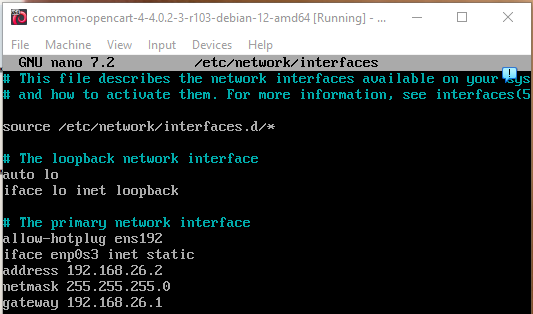 common-opencart-4-4.0.2-3-r103-debian-12-amd64 [Running] - ...
File Machine View Input Devices Help
GNU nano 7.2 /etc/network/interfaces
# This file describes the network interfaces available on your sys
# and how to activate them. For more information, see interfaces(5
source /etc/network/interfaces.d/*
# The loopback network interface
auto lo
iface lo inet loopback
# The primary network interface
allow-hotplug ens192
iface enp0s3 inet static
address 192.168.26.2
netmask 255.255.255.0
gateway 192.168.26.1